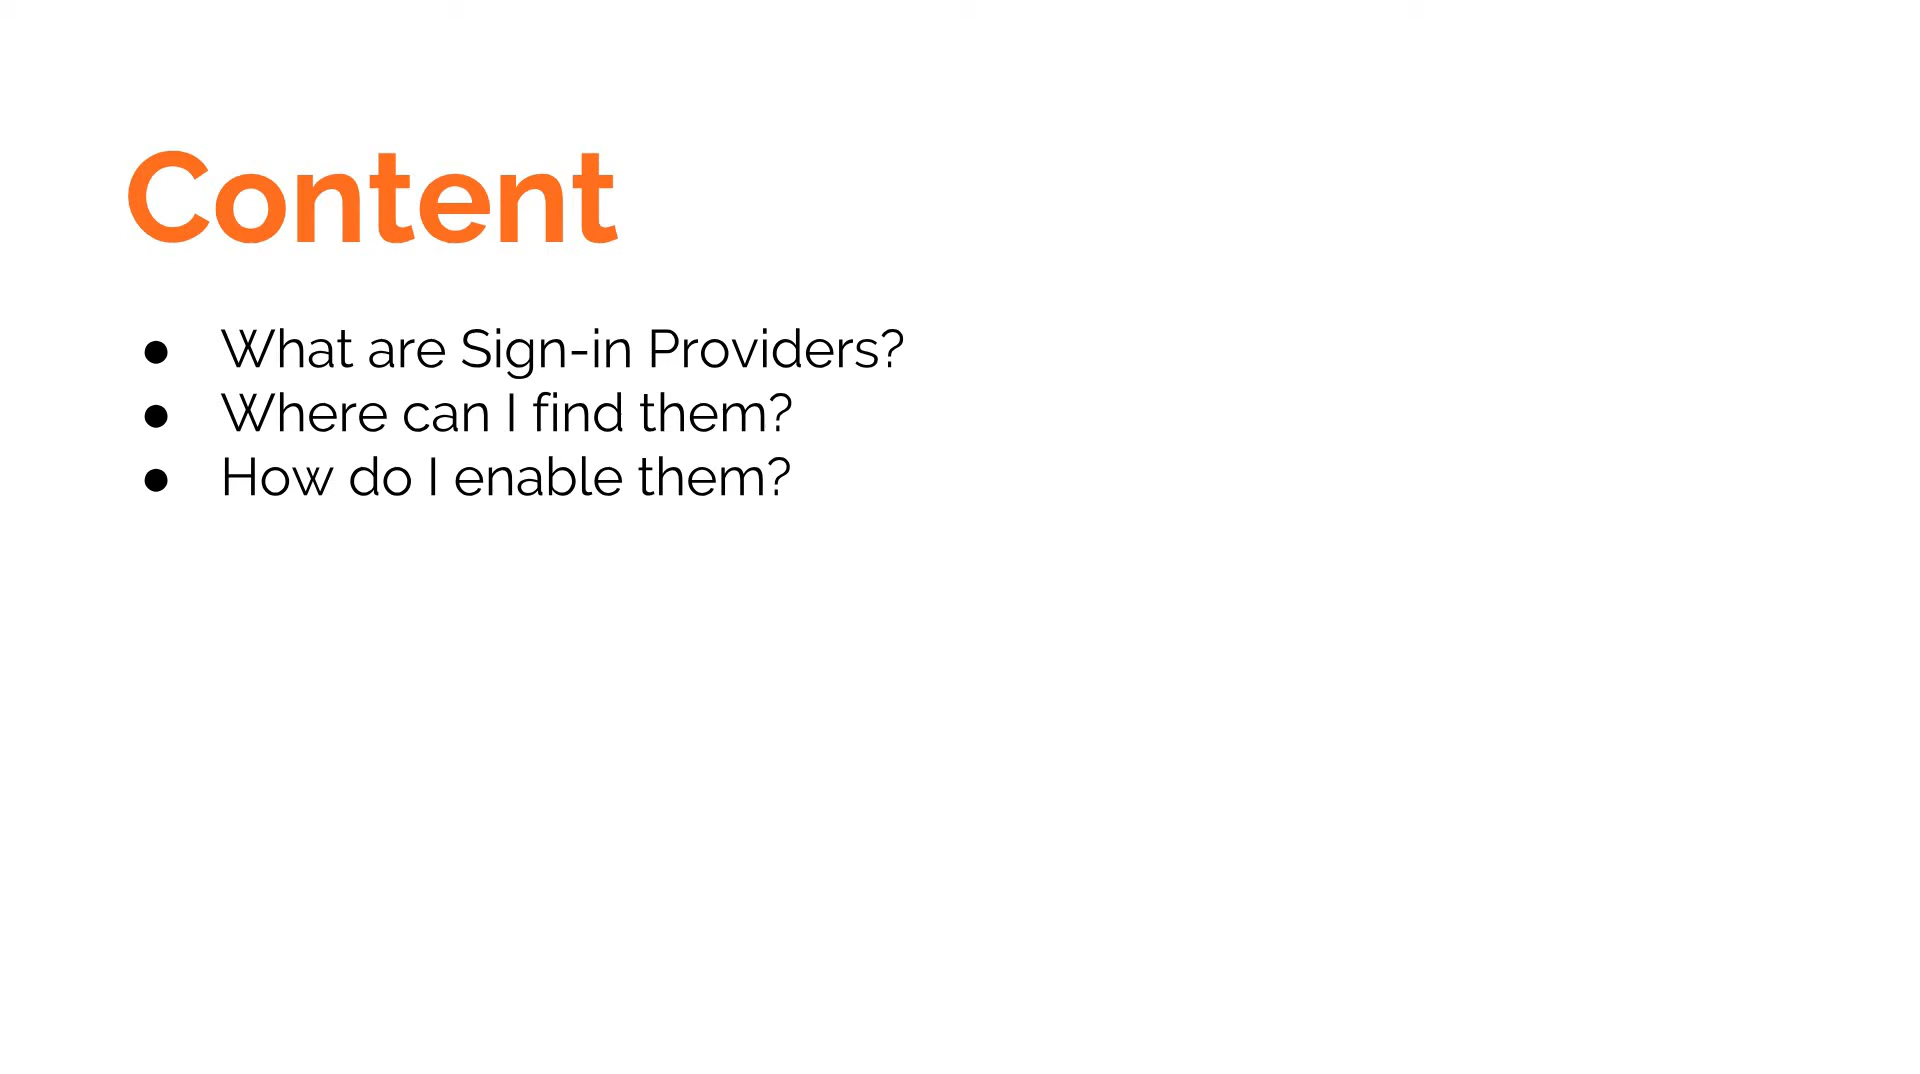 Content
● What are Sign-in Providers?
● Where can I find them?
● How do I enable them?